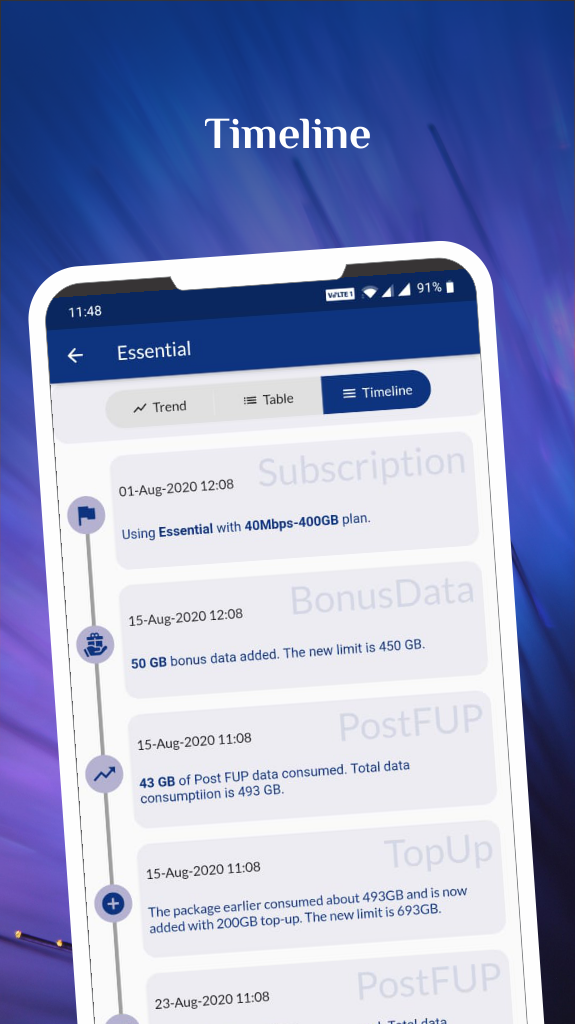 Timeline
11:48
VoLTE 1
91%
Essential
Trend
Table
Timeline
Subscription
01-Aug-2020 12:08
Using Essential with 40Mbps-400GB plan.
BonusData
15-Aug-2020 12:08
50 GB bonus data added. The new limit is 450 GB.
PostFUP
15-Aug-2020 11:08
43 GB of Post FUP data consumed. Total data
consumptiion is 493 GB.
TopUp
15-Aug-2020 11:08
The package earlier consumed about 493GB and is now
added with 200GB top-up. The new limit is 693GB.
PostFUP
23-Aug-2020 11:08
Total data